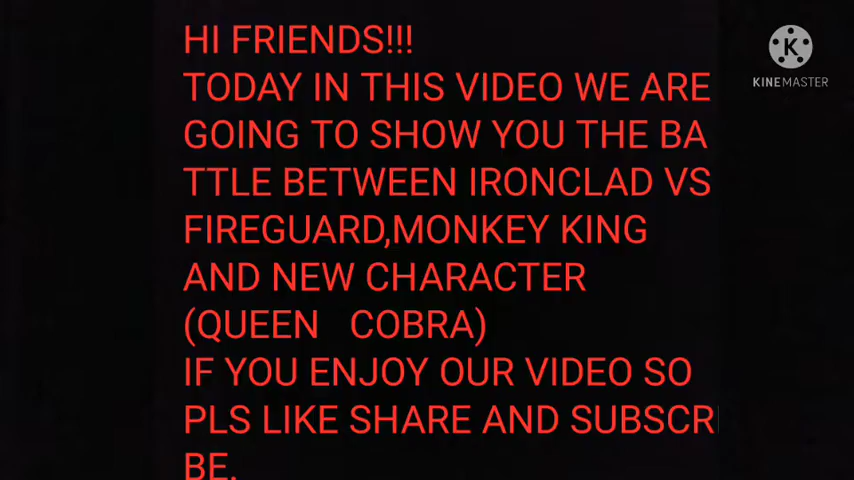 HI FRIENDS!!!
TODAY IN THIS VIDEO WE ARE
GOING TO SHOW YOU THE BA
TTLE BETWEEN IRONCLAD VS
FIREGUARD,MONKEY KING
AND NEW CHARACTER
(QUEEN   COBRA)
IF YOU ENJOY OUR VIDEO SO
PLS LIKE SHARE AND SUBSCRI
BE.
K
KINEMASTER